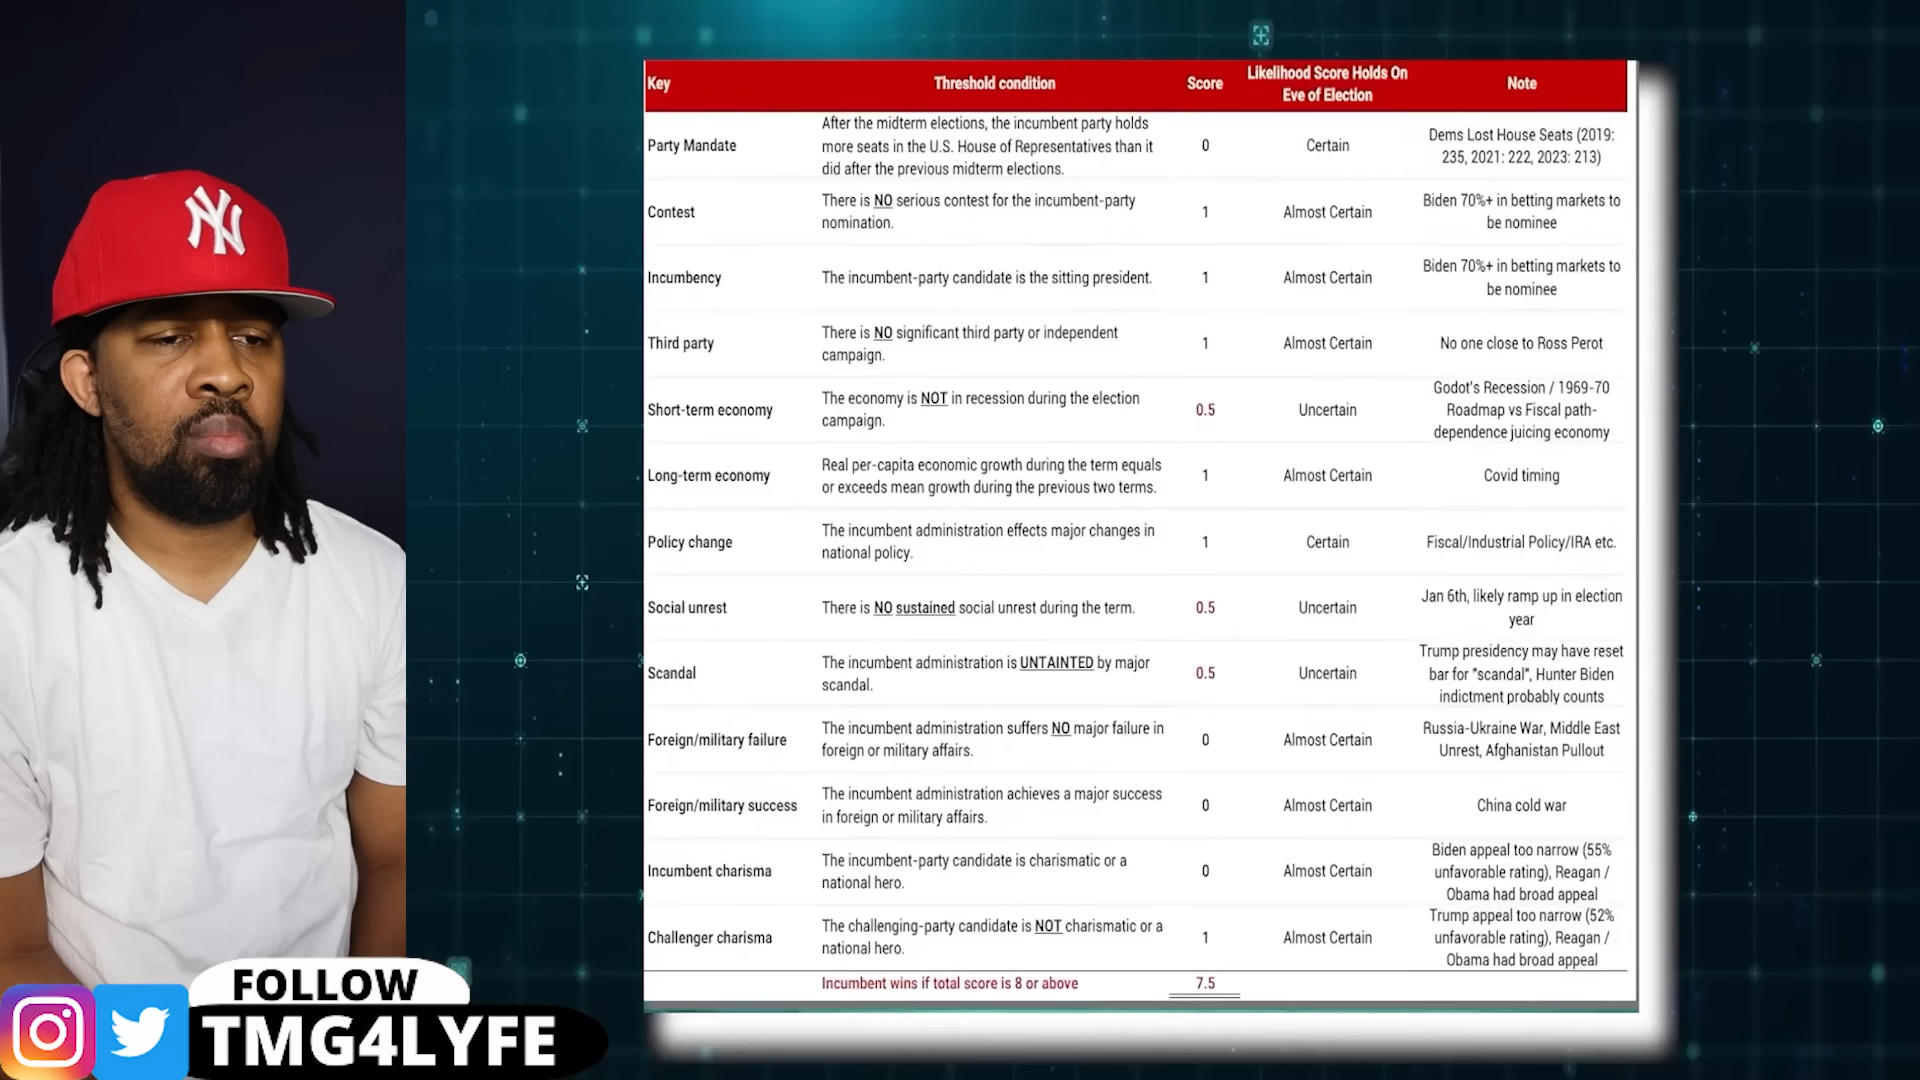 NY
Key Threshold condition Score Likelihood Score Holds On Eve of Election Note
Party Mandate
After the midterm elections, the incumbent party holds
more seats in the U.S. House of Representatives than it
did after the previous midterm elections.
0
Certain
Dems Lost House Seats (2019:
235, 2021: 222, 2023: 213)
Contest
There is NO serious contest for the incumbent-party
nomination.
1
Almost Certain
Biden 70%+ in betting markets to
be nominee
Incumbency
The incumbent-party candidate is the sitting president.
1
Almost Certain
Biden 70%+ in betting markets to
be nominee
Third party
There is NO significant third party or independent
campaign.
1
Almost Certain
No one close to Ross Perot
Short-term economy
The economy is NOT in recession during the election
campaign.
0.5
Uncertain
Godot's Recession / 1969-70
Roadmap vs Fiscal path-
dependence juicing economy
Long-term economy
Real per-capita economic growth during the term equals
or exceeds mean growth during the previous two terms.
1
Almost Certain
Covid timing
Policy change
The incumbent administration effects major changes in
national policy.
1
Certain
Fiscal/Industrial Policy/IRA etc.
Social unrest
There is NO sustained social unrest during the term.
0.5
Uncertain
Jan 6th, likely ramp up in election
year
Scandal
The incumbent administration is UNTAINTED by major
scandal.
0.5
Uncertain
Trump presidency may have reset
bar for "scandal", Hunter Biden
indictment probably counts
Foreign/military failure
The incumbent administration suffers NO major failure in
foreign or military affairs.
0
Almost Certain
Russia-Ukraine War, Middle East
Unrest, Afghanistan Pullout
Foreign/military success
The incumbent administration achieves a major success
in foreign or military affairs.
0
Almost Certain
China cold war
Incumbent charisma
The incumbent-party candidate is charismatic or a
national hero.
0
Almost Certain
Biden appeal too narrow (55%
unfavorable rating), Reagan /
Obama had broad appeal
Challenger charisma
The challenging-party candidate is NOT charismatic or a
national hero.
1
Almost Certain
Trump appeal too narrow (52%
unfavorable rating), Reagan /
Obama had broad appeal
Incumbent wins if total score is 8 or above
7.5
FOLLOW
TMG4LYFE